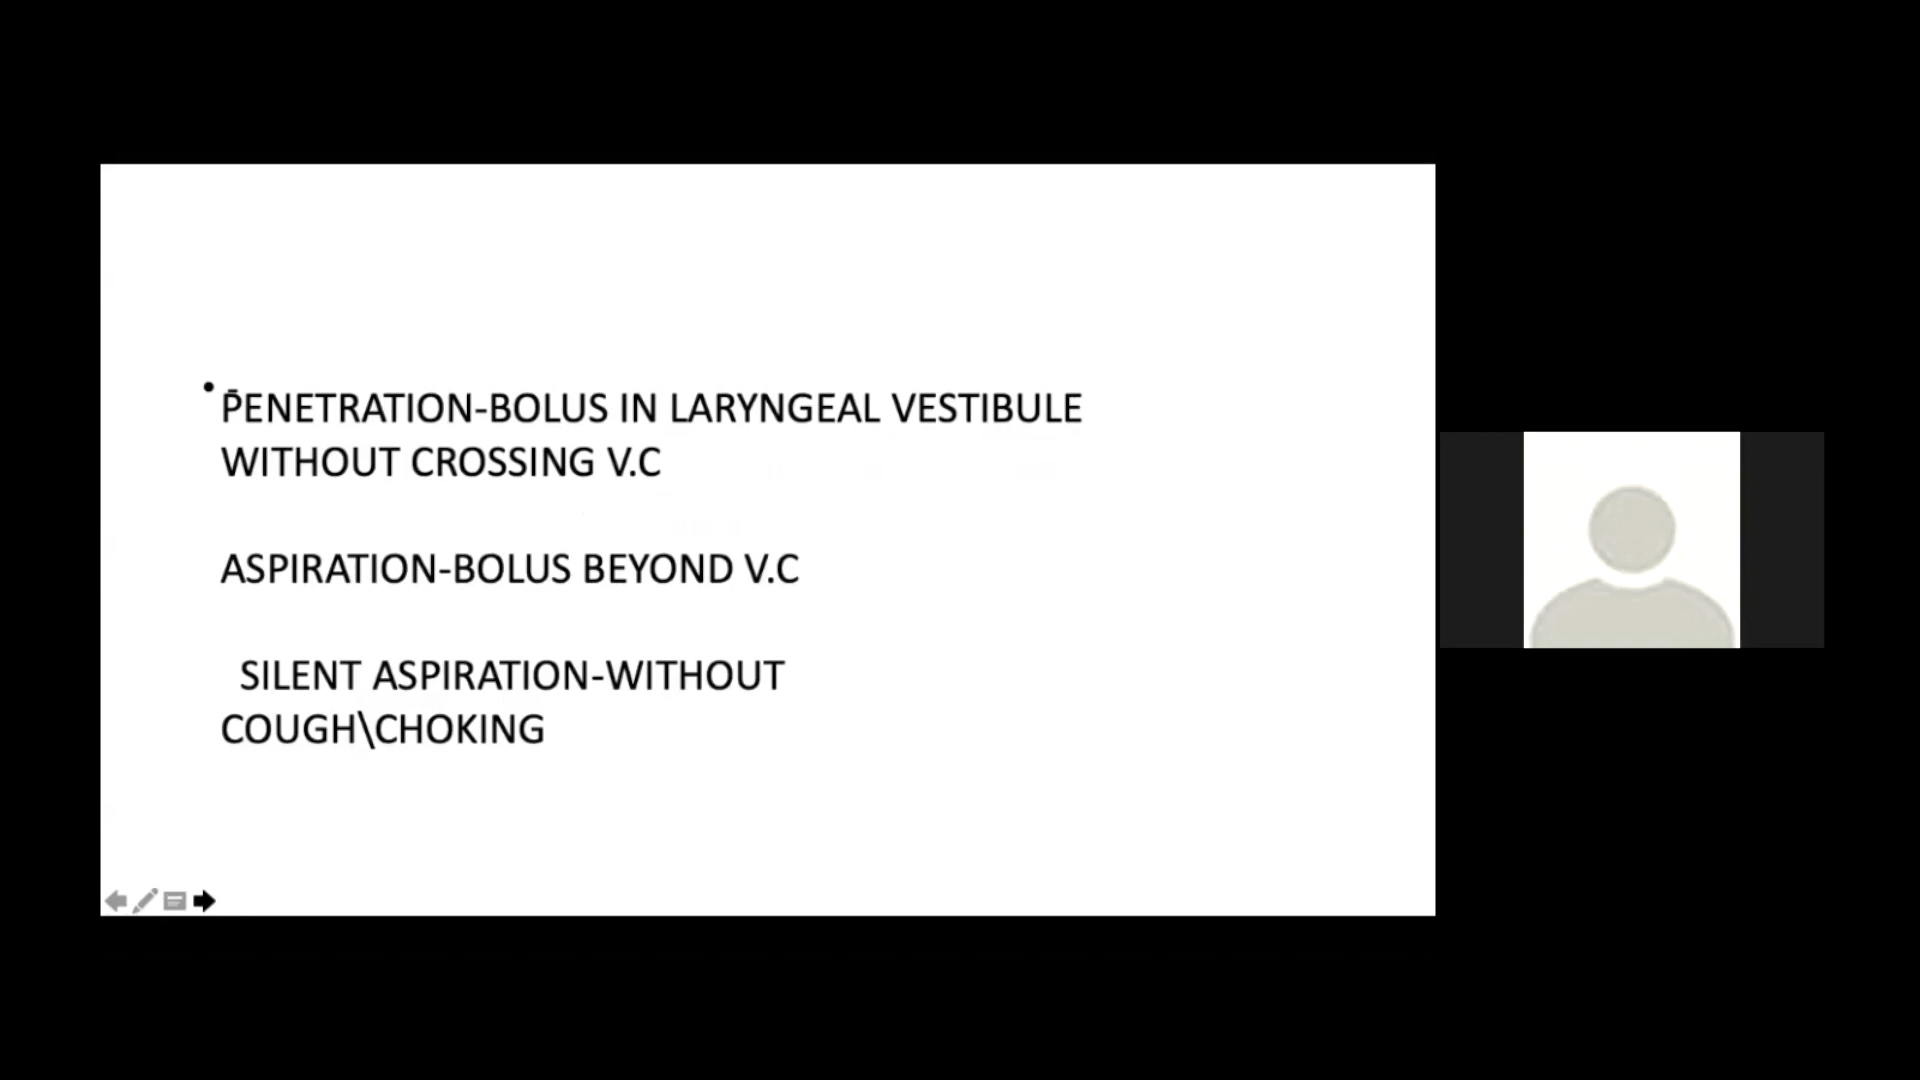 • PENETRATION-BOLUS IN LARYNGEAL VESTIBULE
WITHOUT CROSSING V.C
ASPIRATION-BOLUS BEYOND V.C
SILENT ASPIRATION-WITHOUT
COUGH\CHOKING